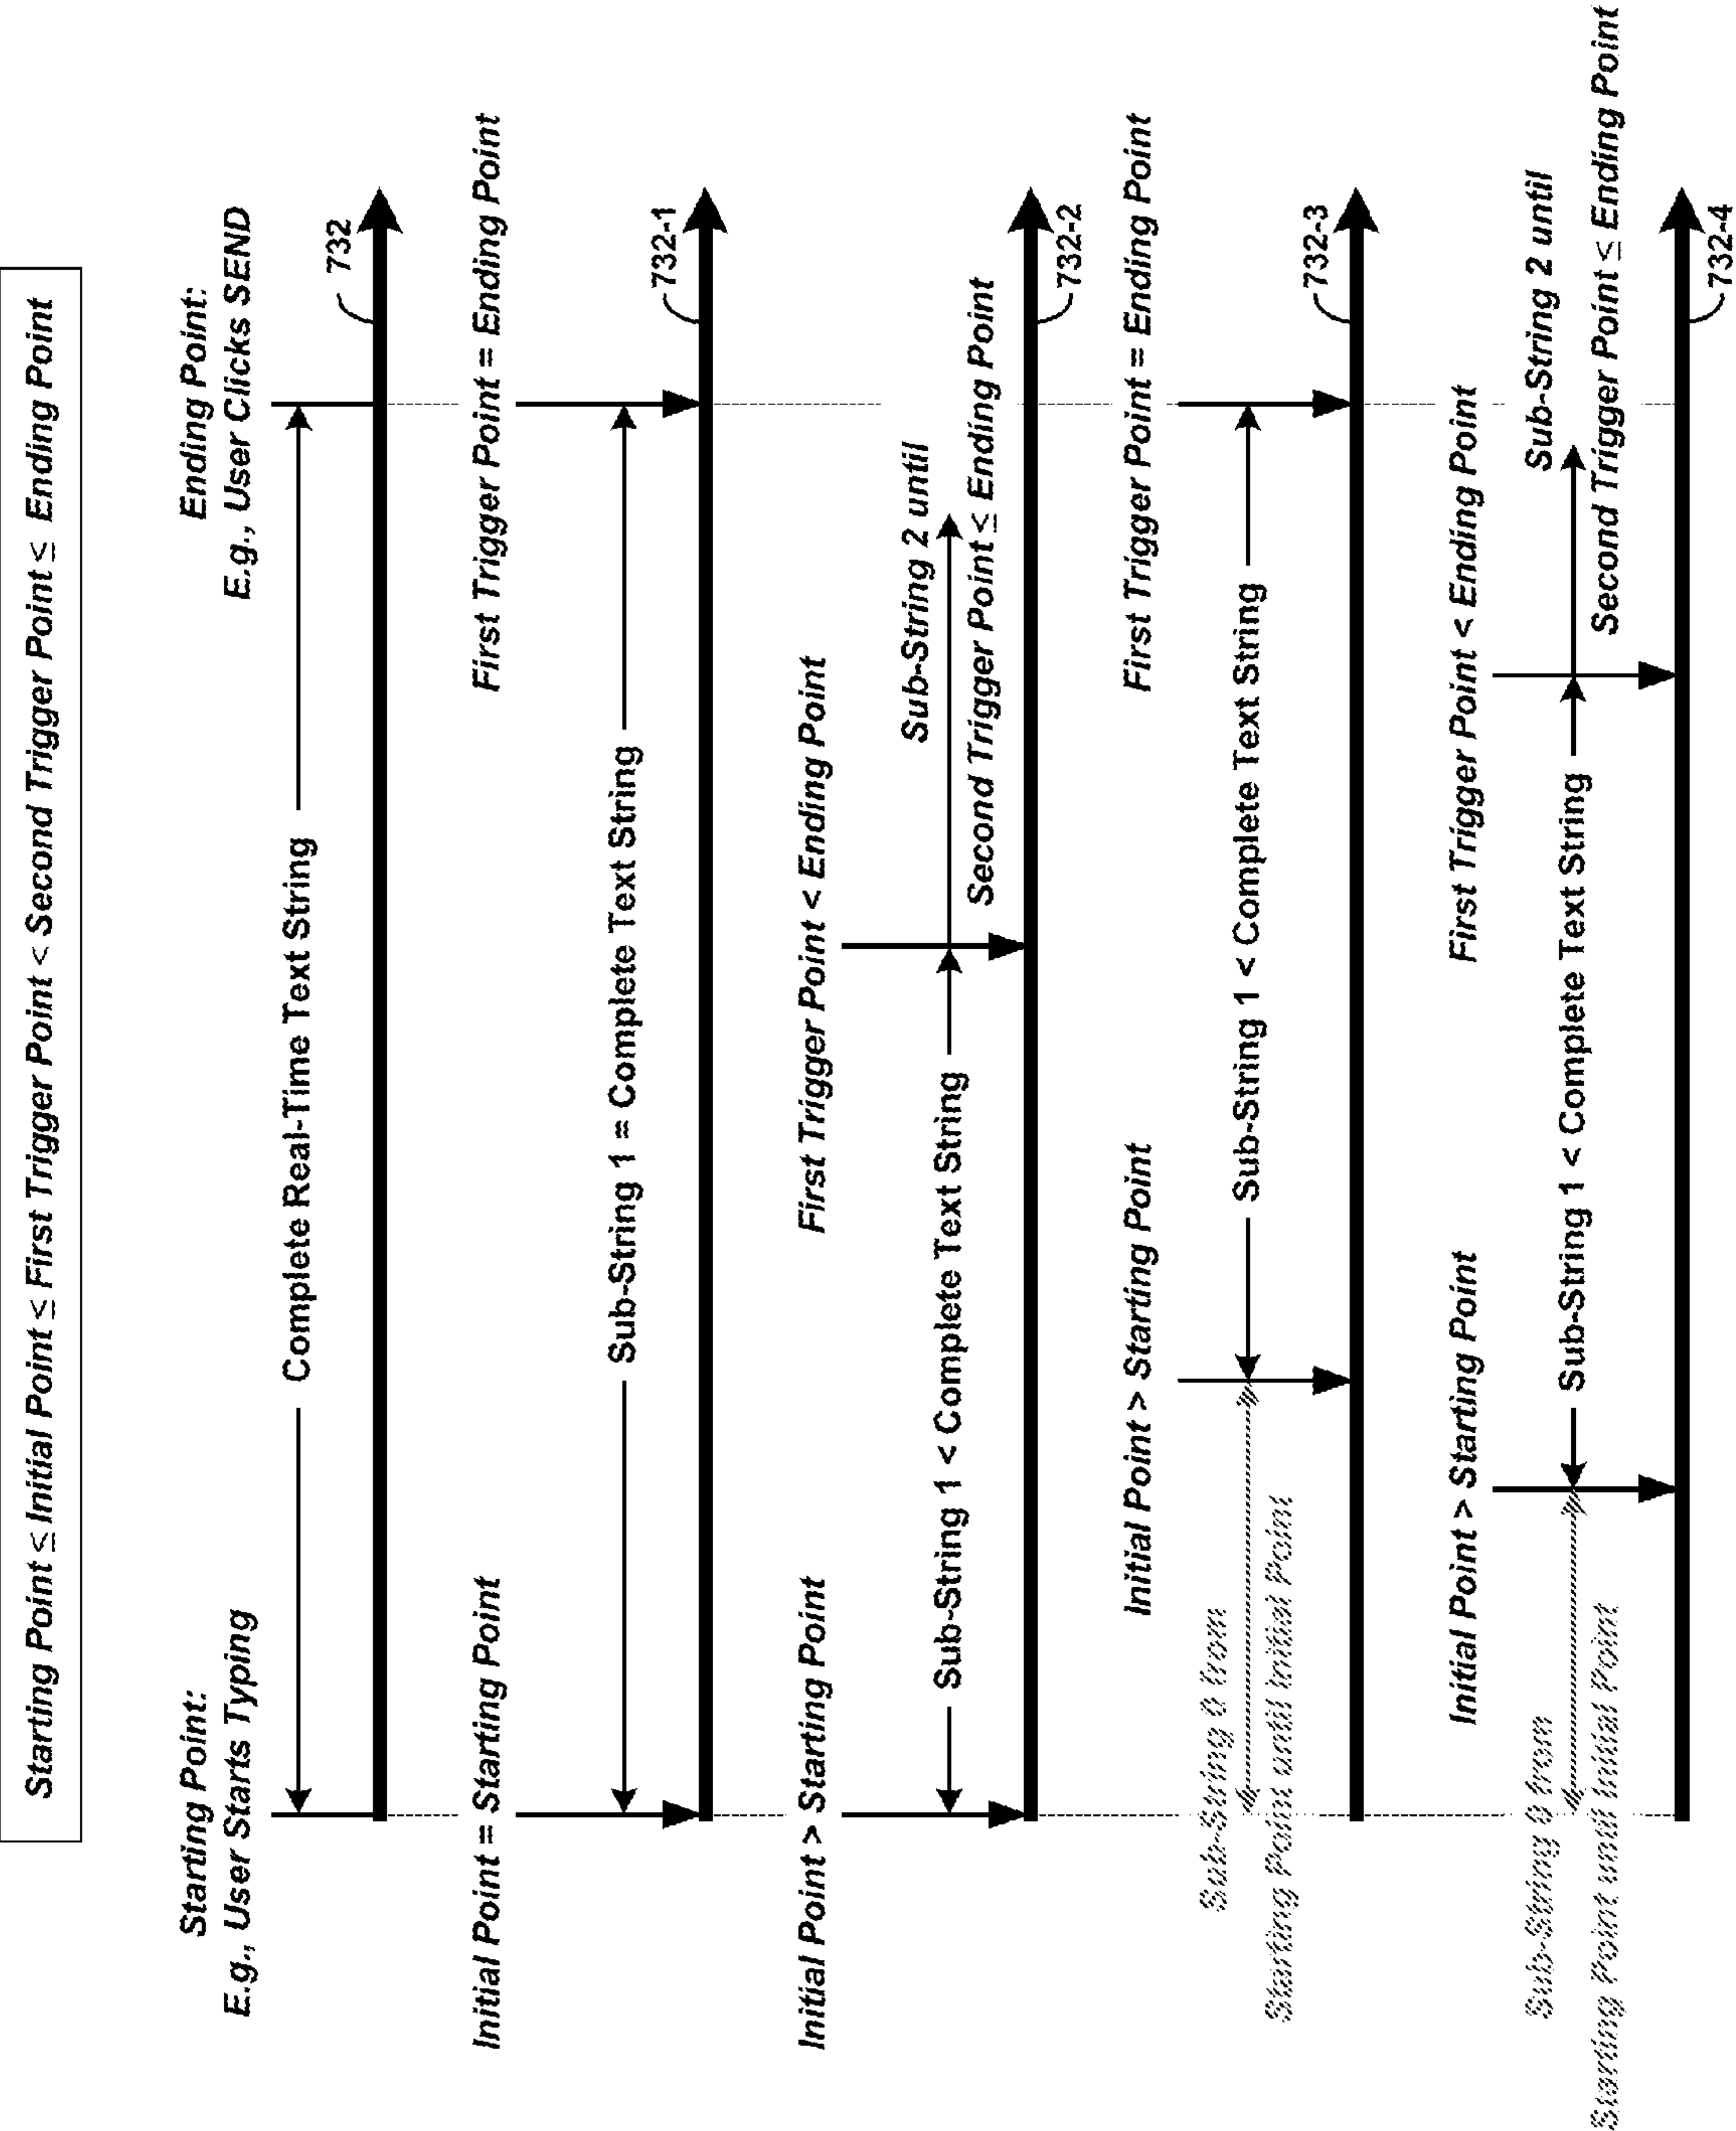 Starting Point ≤ Initial Point ≤ First Trigger Point < Second Trigger Point ≤ Ending Point
Starting Point:
E.g., User Starts Typing
Ending Point:
E.g., User Clicks SEND
Complete Real-Time Text String
732
Initial Point = Starting Point
First Trigger Point = Ending Point
Sub-String 1 = Complete Text String
732-1
Initial Point > Starting Point
First Trigger Point < Ending Point
Sub-String 2 until
Sub-String 1 < Complete Text String
Second Trigger Point ≤ Ending Point
732-2
Initial Point > Starting Point
First Trigger Point = Ending Point
Sub-String 0 from
Starting Point until Initial Point
Sub-String 1 < Complete Text String
732-3
Initial Point > Starting Point
First Trigger Point < Ending Point
Sub-String 2 until
Sub-String 0 from
Starting Point until Initial Point
Sub-String 1 < Complete Text String
Second Trigger Point ≤ Ending Point
732-4